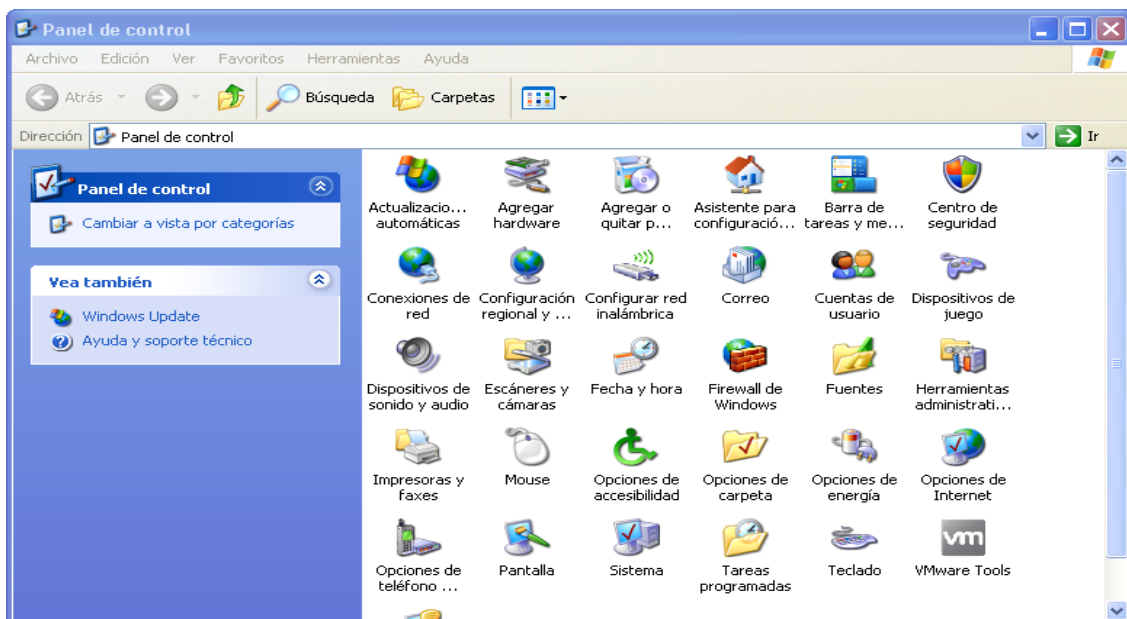 Panel de control
Archivo Edición Ver Favoritos Herramientas Ayuda
Atrás Búsqueda Carpetas
Dirección Panel de control Ir
Panel de control
Cambiar a vista por categorías
Vea también
Windows Update
Ayuda y soporte técnico
Actualizacio...
automáticas
Agregar
hardware
Agregar o
quitar p...
Asistente para
configuració...
Barra de
tareas y me...
Centro de
seguridad
Conexiones de
red
Configuración
regional y ...
Configurar red
inalámbrica
Correo
Cuentas de
usuario
Dispositivos de
juego
Dispositivos de
sonido y audio
Escáneres y
cámaras
Fecha y hora
Firewall de
Windows
Fuentes
Herramientas
administrati...
Impresoras y
faxes
Mouse
Opciones de
accesibilidad
Opciones de
carpeta
Opciones de
energía
Opciones de
Internet
Opciones de
teléfono ...
Pantalla
Sistema
Tareas
programadas
Teclado
vm
VMware Tools